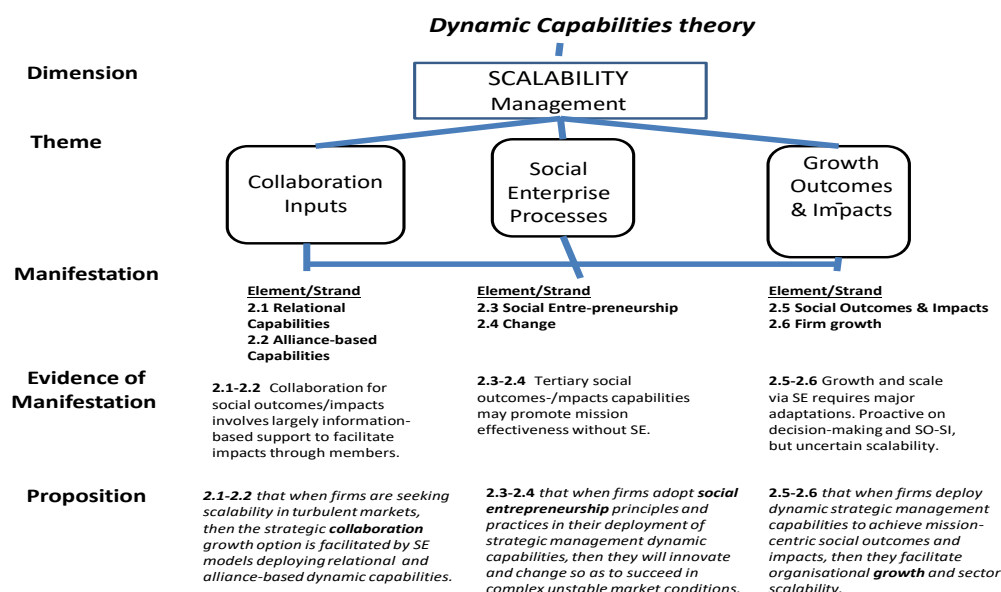 Dynamic Capabilities theory
Dimension
SCALABILITY
Management
Theme
Collaboration
Inputs
Social
Enterprise
Processes
Growth
Outcomes
& Impacts
Manifestation
Element/Strand
2.1 Relational
Capabilities
2.2 Alliance-based
Capabilities
Element/Strand
2.3 Social Entre-preneurship
2.4 Change
Element/Strand
2.5 Social Outcomes & Impacts
2.6 Firm growth
Evidence of
Manifestation
2.1-2.2 Collaboration for
social outcomes/impacts
involves largely information-
based support to facilitate
impacts through members.
2.3-2.4 Tertiary social
outcomes-/mpacts capabilities
may promote mission
effectiveness without SE.
2.5-2.6 Growth and scale
via SE requires major
adaptations. Proactive on
decision-making and SO-SI,
but uncertain scalability.
Proposition
2.1-2.2 that when firms are seeking
scalability in turbulent markets,
then the strategic collaboration
growth option is facilitated by SE
models deploying relational and
alliance-based dynamic capabilities.
2.3-2.4 that when firms adopt social
entrepreneurship principles and
practices in their deployment of
strategic management dynamic
capabilities, then they will innovate
and change so as to succeed in
complex unstable market conditions.
2.5-2.6 that when firms deploy
dynamic strategic management
capabilities to achieve mission-
centric social outcomes and
impacts, then they facilitate
organisational growth and sector
scalability.